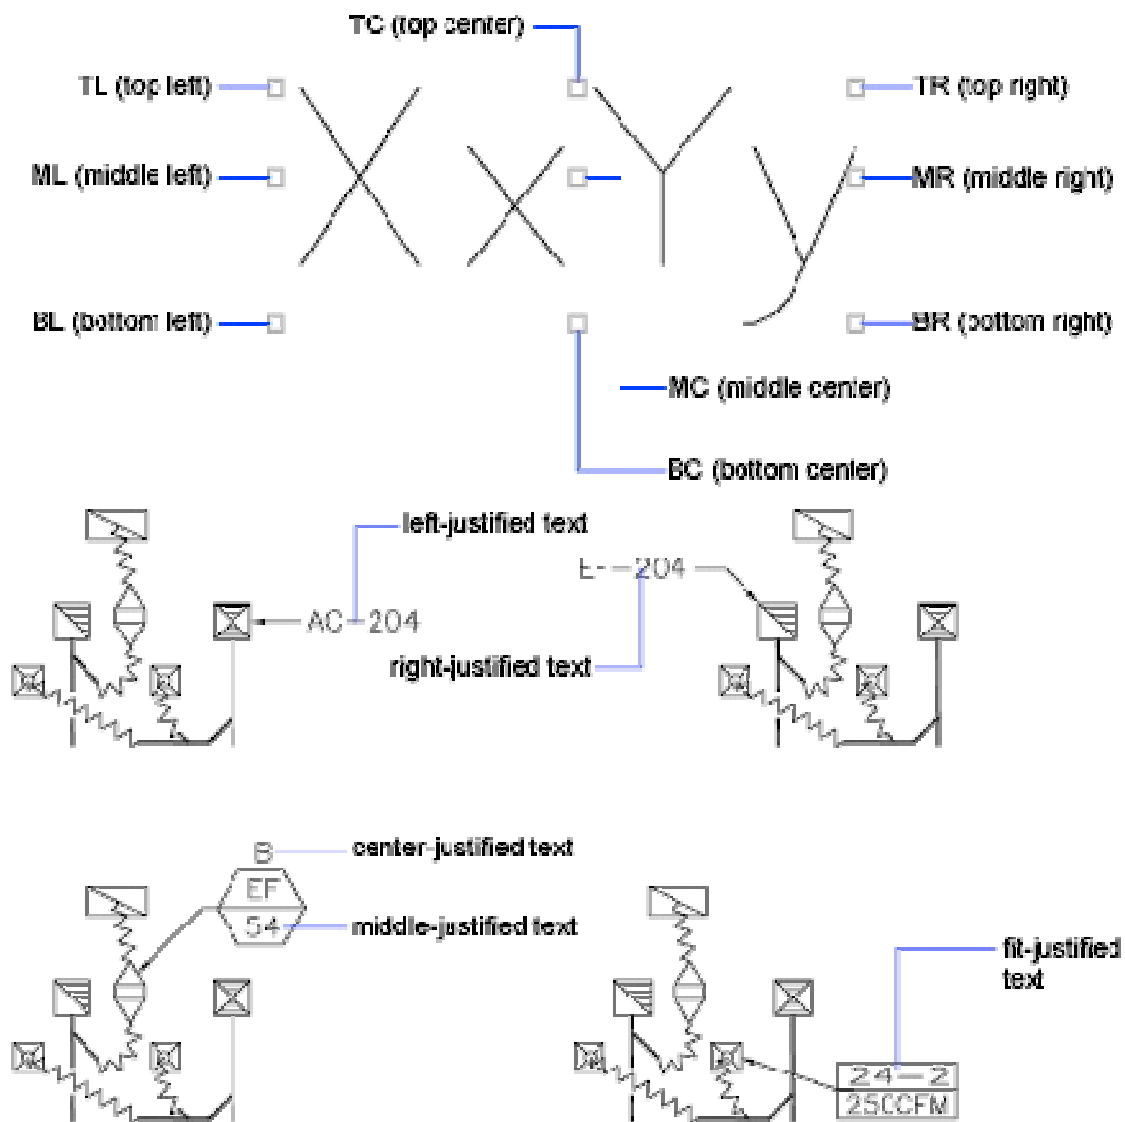 TC (top center)
TL (top left)
TR (top right)
ML (middle left)
MR (middle right)
BL (bottom left)
BR (bottom right)
MC (middle center)
BC (bottom center)
X x Y y
left-justified text
204
AC-204
right-justified text
B
center-justified text
EF
54
middle-justified text
fit-justified
text
24-2
250CFM